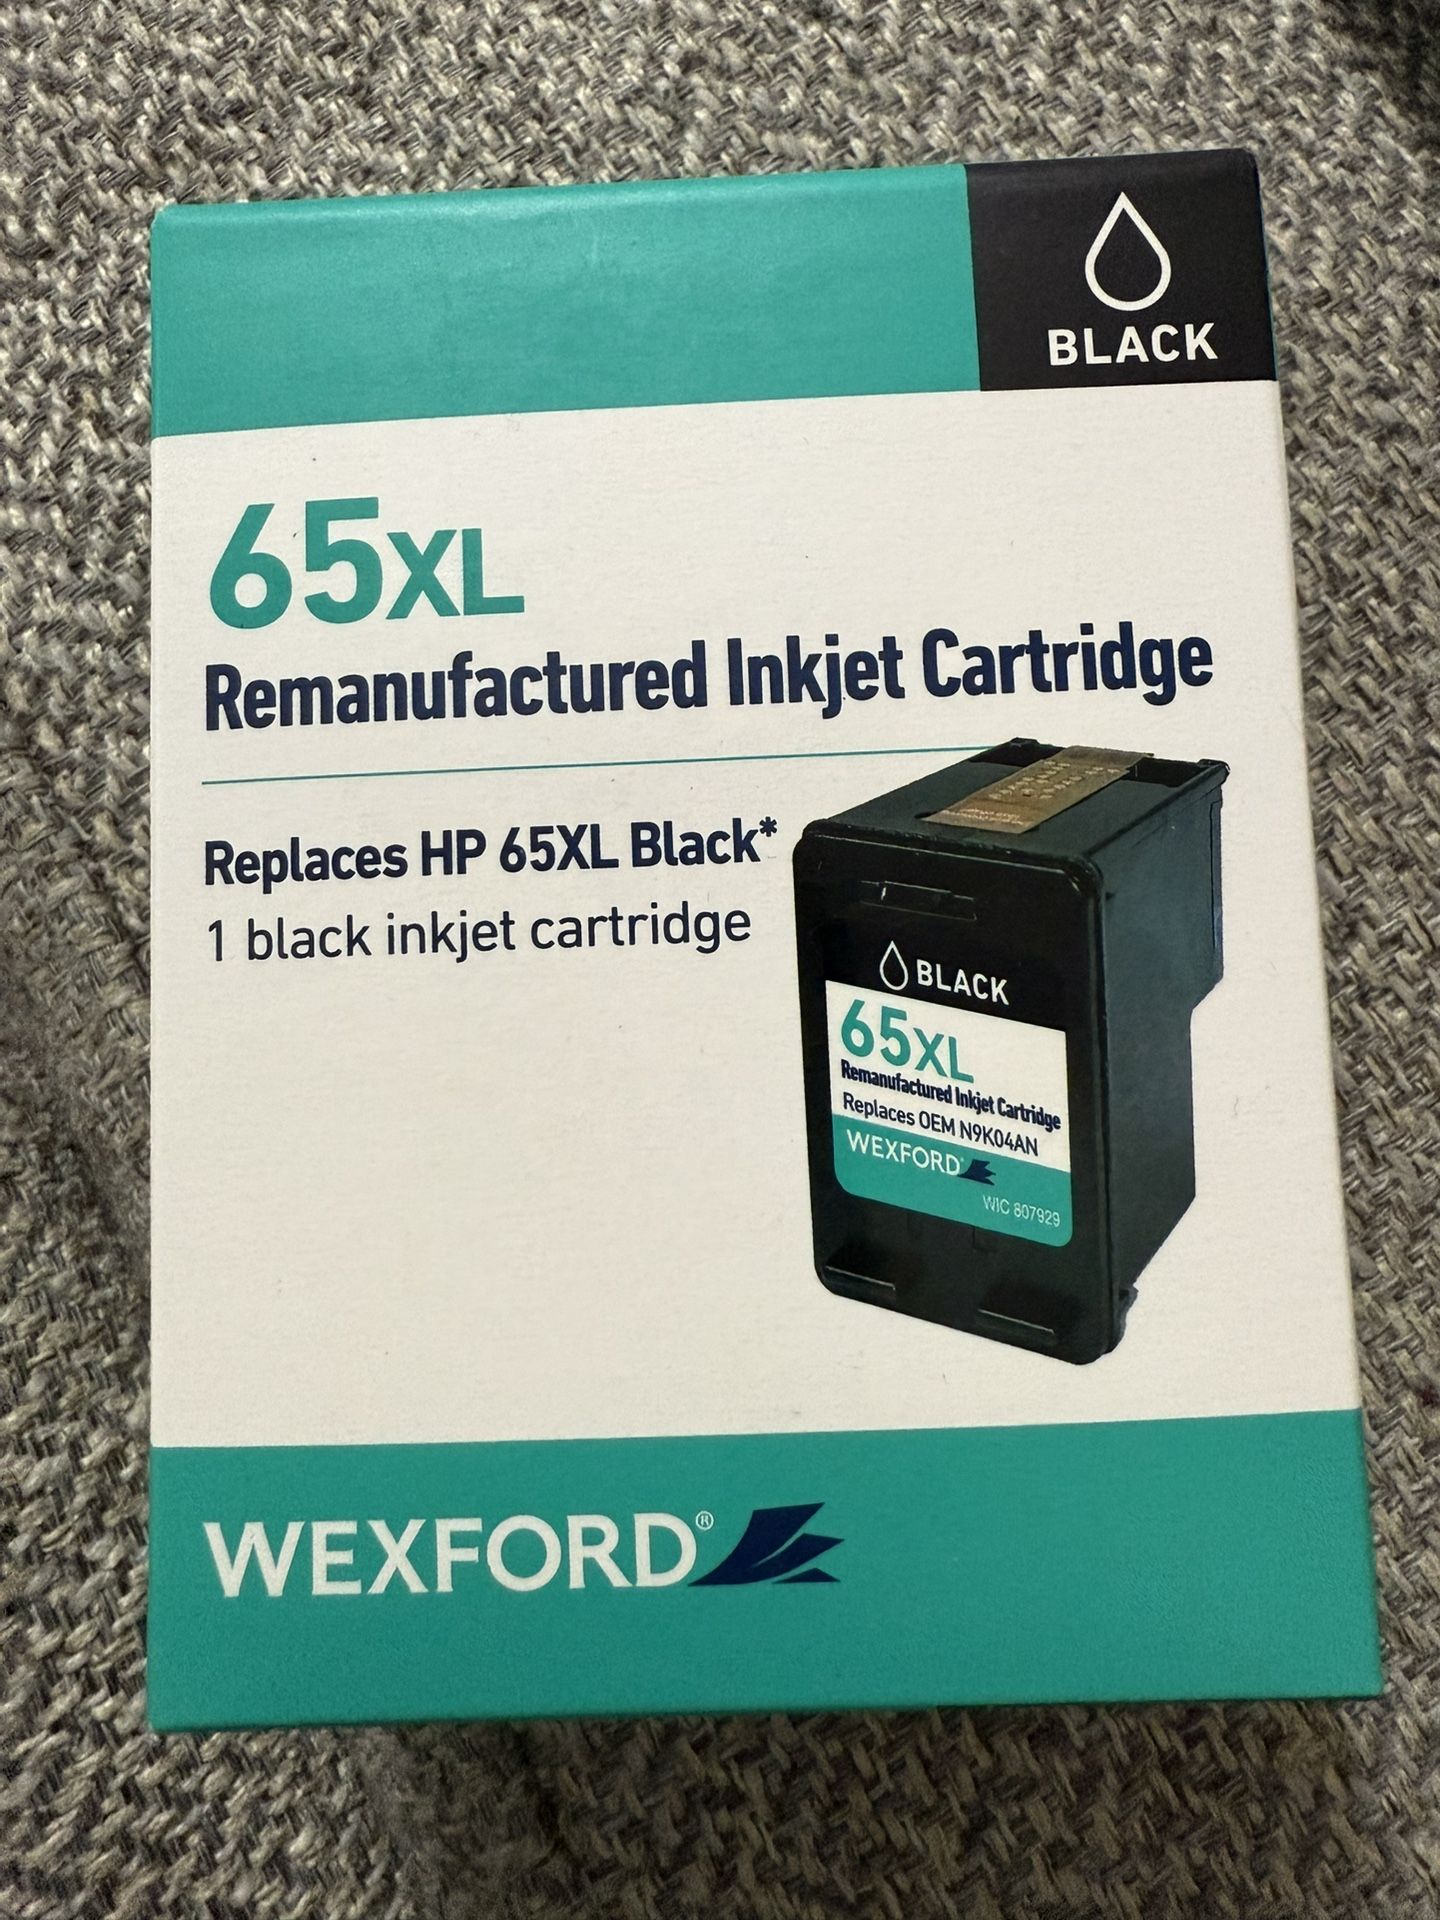 BLACK
65XL
Remanufactured Inkjet Cartridge
Replaces HP 65XL Black*
1 black inkjet cartridge
BLACK
65XL
Remanufactured Inkjet Cartridge
Replaces OEM N9K04AN
WEXFORD®
WIC 807929
WEXFORD®